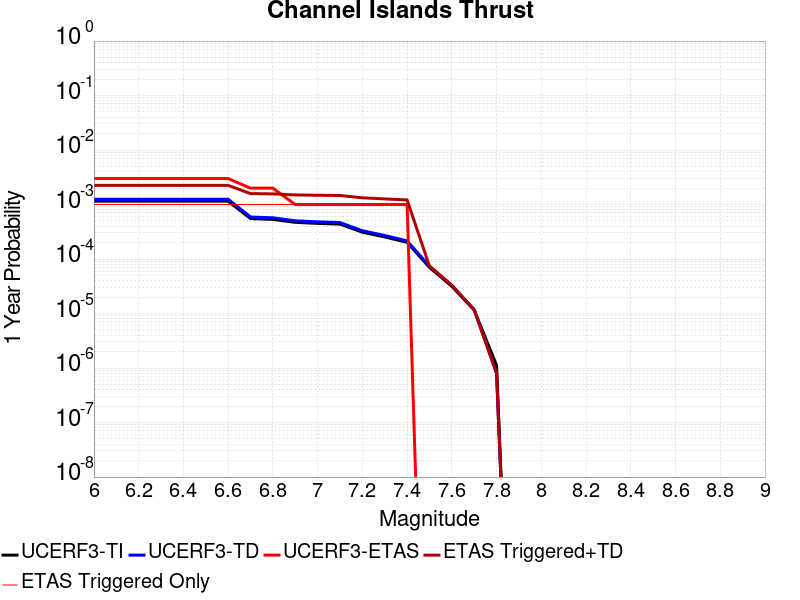 Channel Islands Thrust
10^0
10^-1
10^-2
10^-3
10^-4
10^-5
10^-6
10^-7
10^-8
1 Year Probability
6 6.2 6.4 6.6 6.8 7 7.2 7.4 7.6 7.8 8 8.2 8.4 8.6 8.8 9
Magnitude
UCERF3-TI UCERF3-TD UCERF3-ETAS ETAS Triggered+TD
ETAS Triggered Only